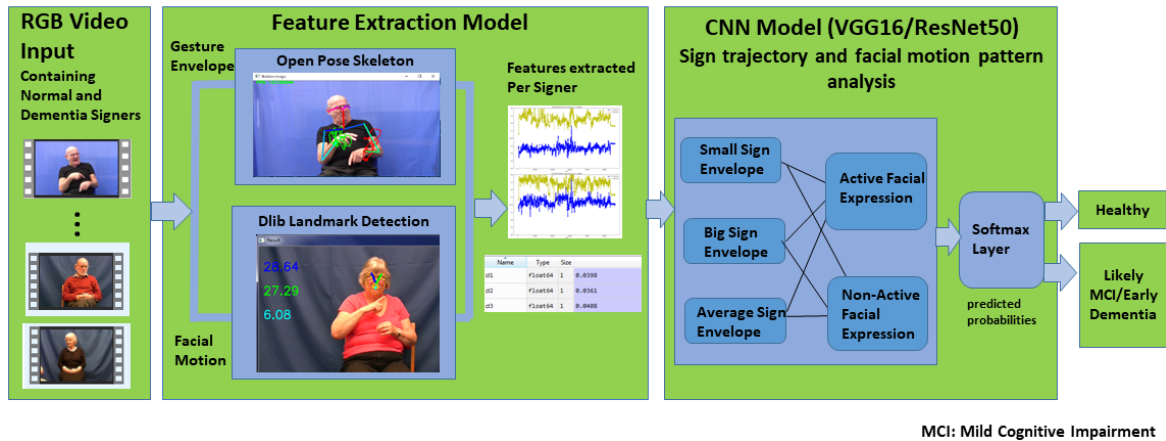 RGB Video
Input
Containing
Normal and
Dementia Signers
Feature Extraction Model
Gesture
Envelope
Open Pose Skeleton
Dlib Landmark Detection
Result
28.64
27.29
6.08
Facial
Motion
Features extracted
Per Signer
Name Type Size
d1 float64 1 0.0398
d2 float64 1 0.0361
d3 float64 1 0.0408
CNN Model (VGG16/ResNet50)
Sign trajectory and facial motion pattern
analysis
Small Sign
Envelope
Big Sign
Envelope
Average Sign
Envelope
Active Facial
Expression
Non-Active
Facial
Expression
Softmax
Layer
predicted
probabilities
Healthy
Likely
MCI/Early
Dementia
MCI: Mild Cognitive Impairment